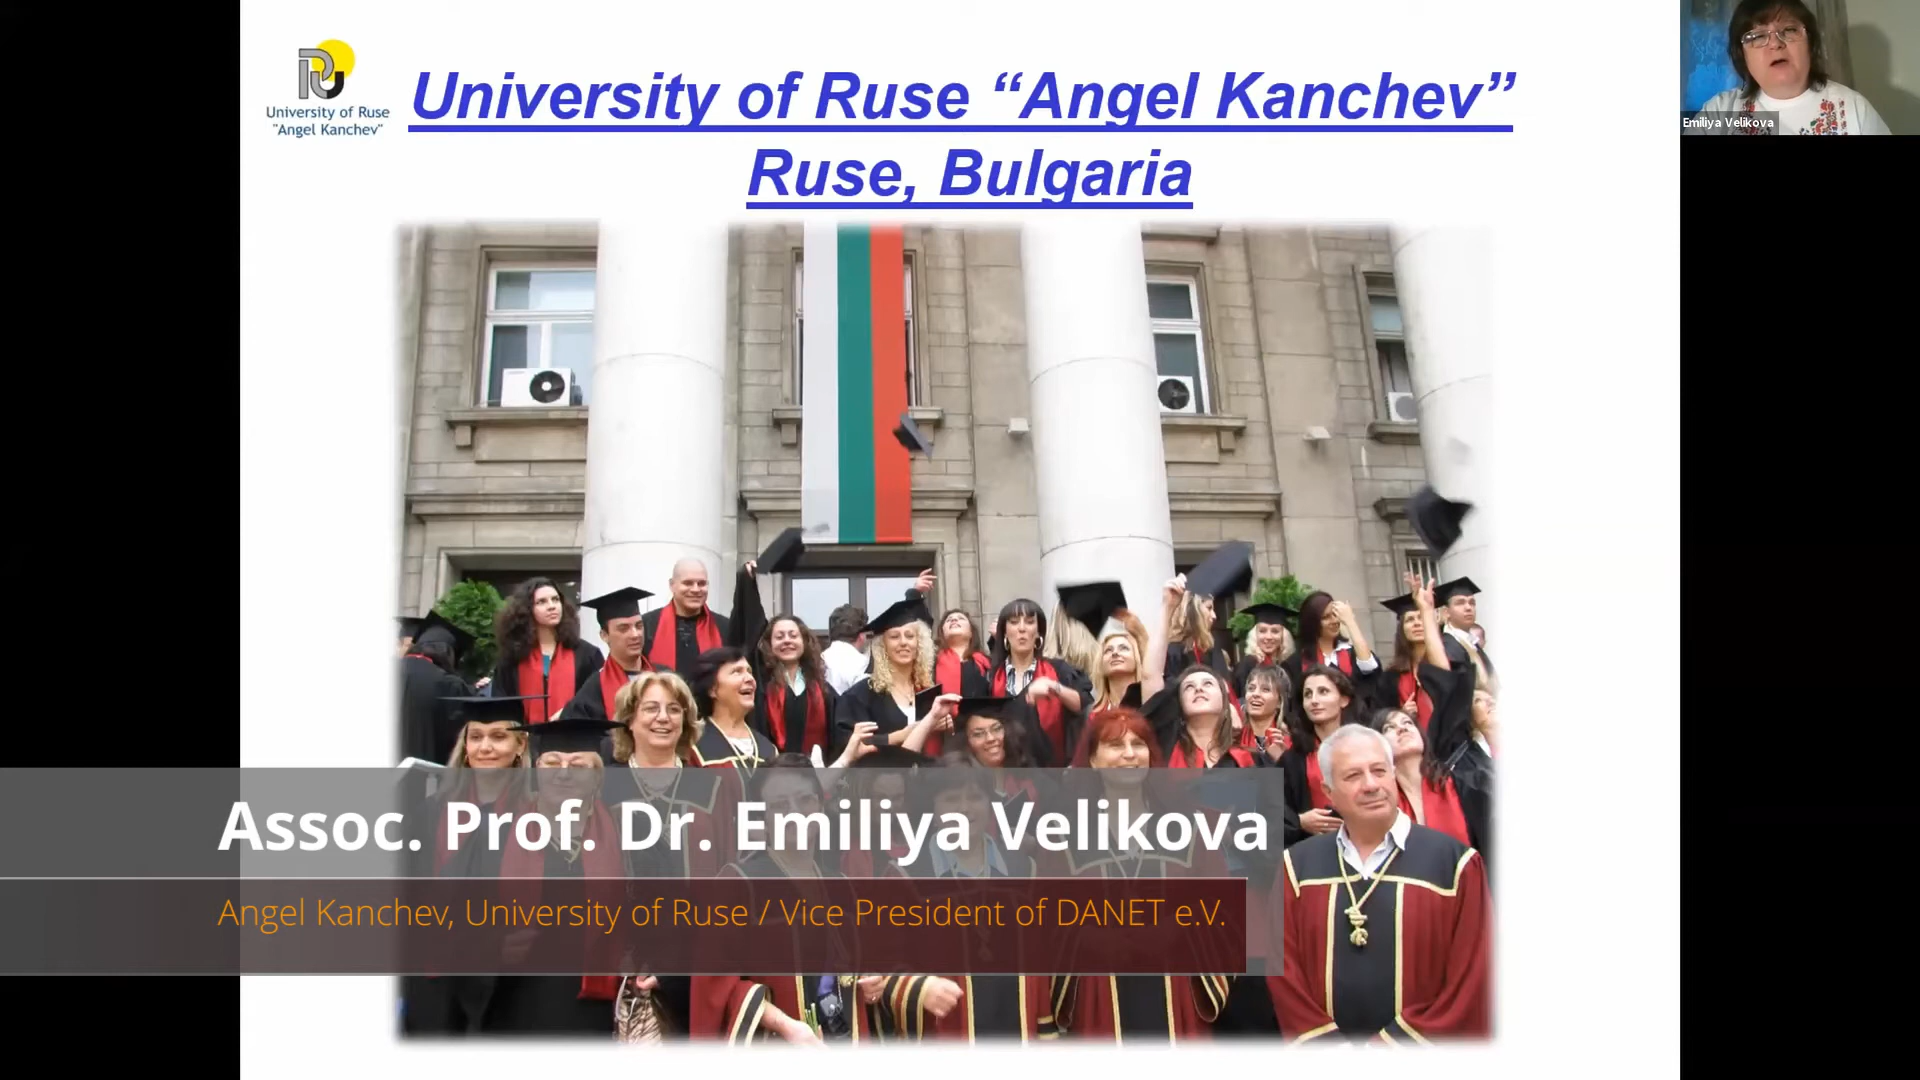 University of Ruse
"Angel Kanchev"
University of Ruse “Angel Kanchev”
Ruse, Bulgaria
Emiliya Velikova
Assoc. Prof. Dr. Emiliya Velikova
Angel Kanchev, University of Ruse / Vice President of DANET e.V.